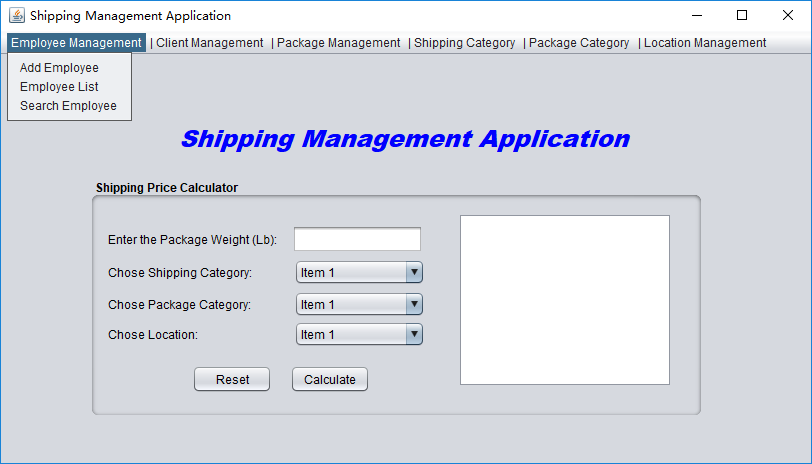 Shipping Management Application
Employee Management | Client Management | Package Management | Shipping Category | Package Category | Location Management
Add Employee
Employee List
Search Employee
Shipping Management Application
Shipping Price Calculator
Enter the Package Weight (Lb):
Chose Shipping Category: Item 1
Chose Package Category: Item 1
Chose Location: Item 1
Reset Calculate